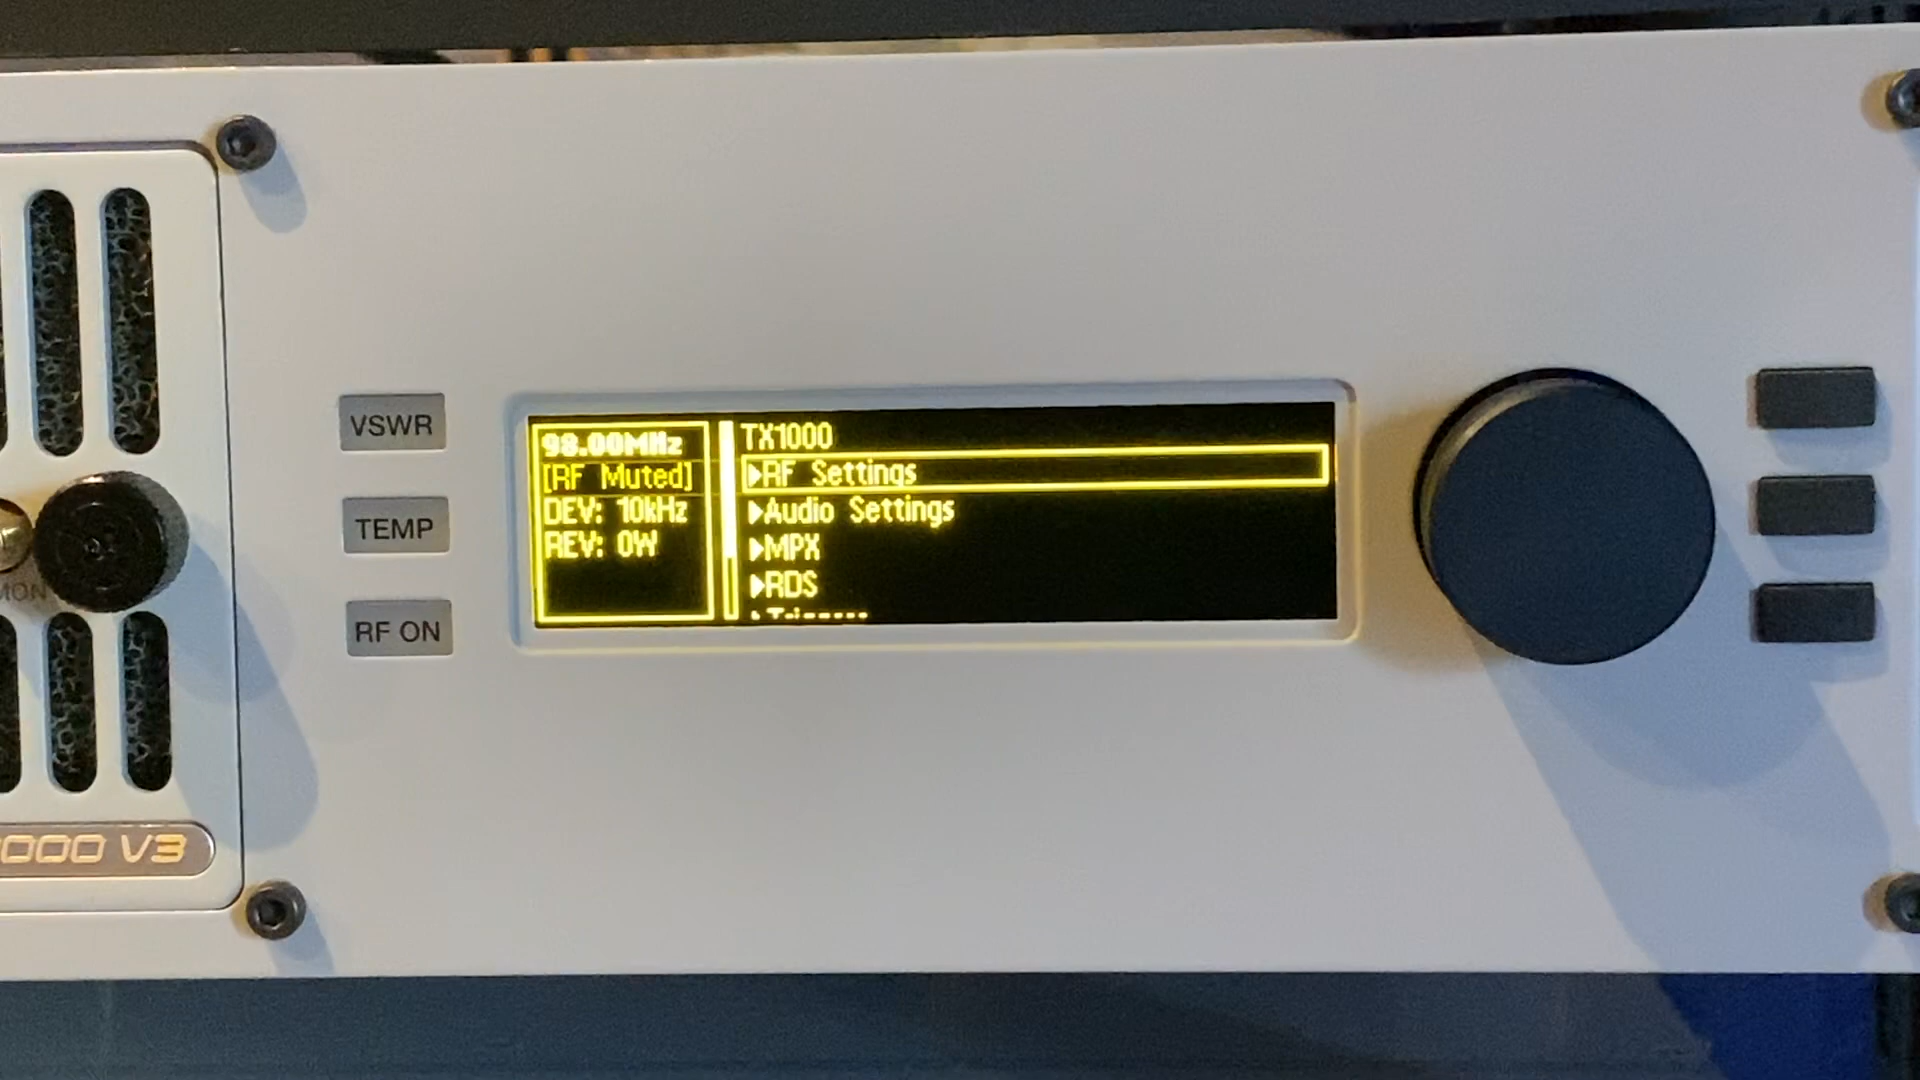 VSWR
TEMP
RF ON
98.00MHz
[RF Muted]
DEV: 10kHz
REV: 0W
TX1000
RF Settings
Audio Settings
MPX
RDS
MON
000 V3